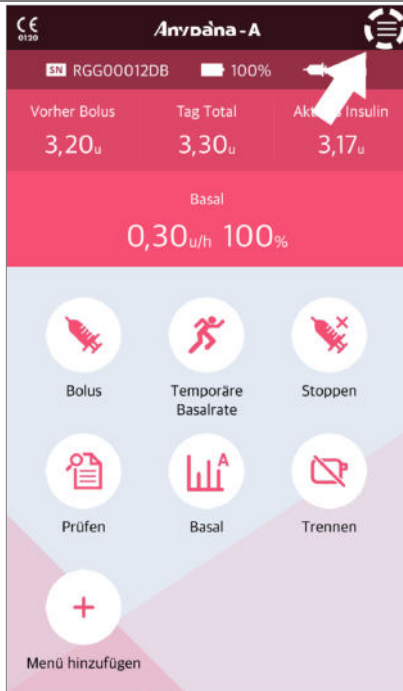 CE
0120
AnyDana-A
SN RGG00012DB 100%
Vorher Bolus Tag Total Insulin
3,20u 3,30u 3,17u
Basal
0,30u/h 100%
Bolus Temporäre Basalrate Stoppen
Prüfen A Basal Trennen
Menü hinzufügen